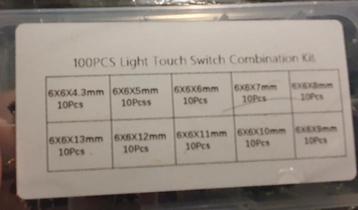 100PCS Light Touch Switch Combination Kit
6X6X4.3mm 6X6X5mm 6X6X6mm 6X6X7mm 6X6X8mm
10Pcs 10Pcss 10Pcs 10Pcs 10Pcs
6X6X13mm 6X6X12mm 6X6X11mm 6X6X10mm 6X6X9mm
10Pcs 10Pcs 10Pcs 10Pcs 10Pcs